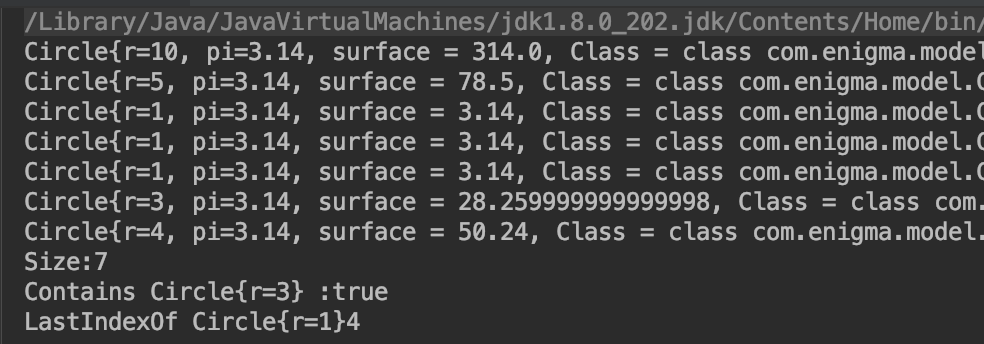 /Library/Java/JavaVirtualMachines/jdk1.8.0_202.jdk/Contents/Home/bin/
Circle{r=10, pi=3.14, surface = 314.0, Class = class com.enigma.model
Circle{r=5, pi=3.14, surface = 78.5, Class = class com.enigma.model.C
Circle{r=1, pi=3.14, surface = 3.14, Class = class com.enigma.model.C
Circle{r=1, pi=3.14, surface = 3.14, Class = class com.enigma.model.C
Circle{r=1, pi=3.14, surface = 3.14, Class = class com.enigma.model.C
Circle{r=3, pi=3.14, surface = 28.259999999999998, Class = class com.
Circle{r=4, pi=3.14, surface = 50.24, Class = class com.enigma.model.
Size:7
Contains Circle{r=3} :true
LastIndexOf Circle{r=1}4